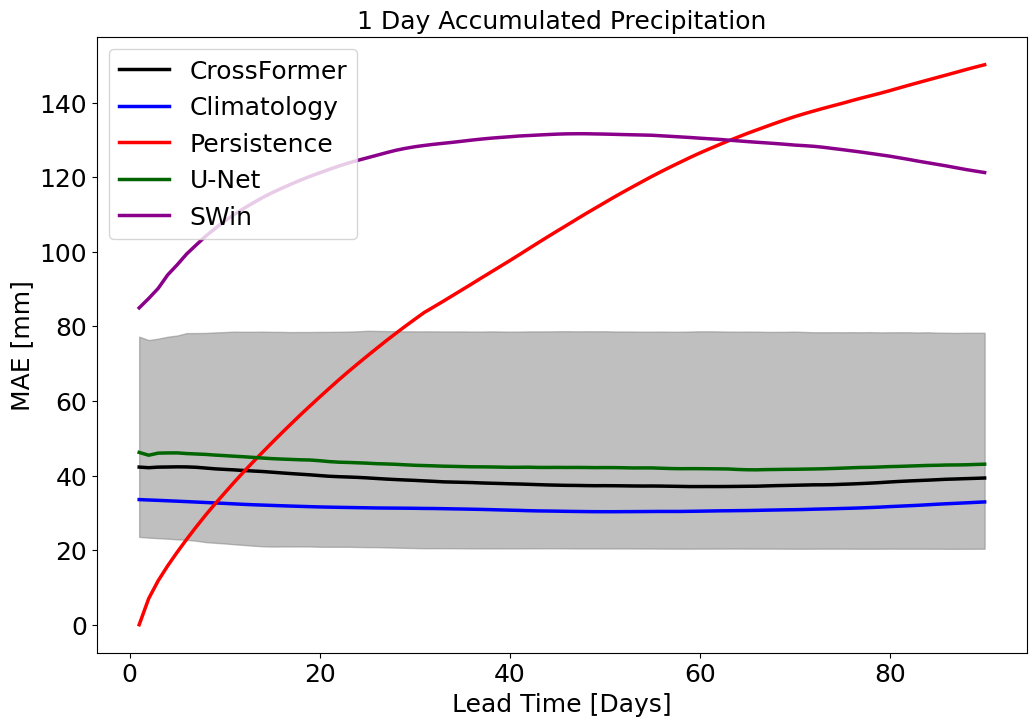 1 Day Accumulated Precipitation
CrossFormer
Climatology
Persistence
U-Net
SWin
MAE [mm]
140
120
100
80
60
40
20
0
0 20 40 60 80
Lead Time [Days]